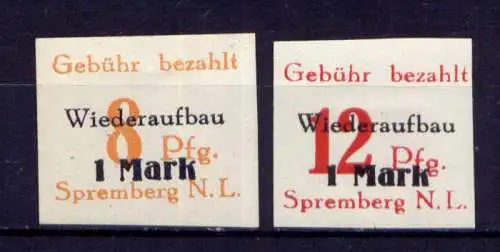 Gebühr bezahlt
Wiederaufbau
8 Pfg.
1 Mark
Spremberg N.L.
Gebühr bezahlt
Wiederaufbau
12 Pfg.
1 Mark
Spremberg N.L.